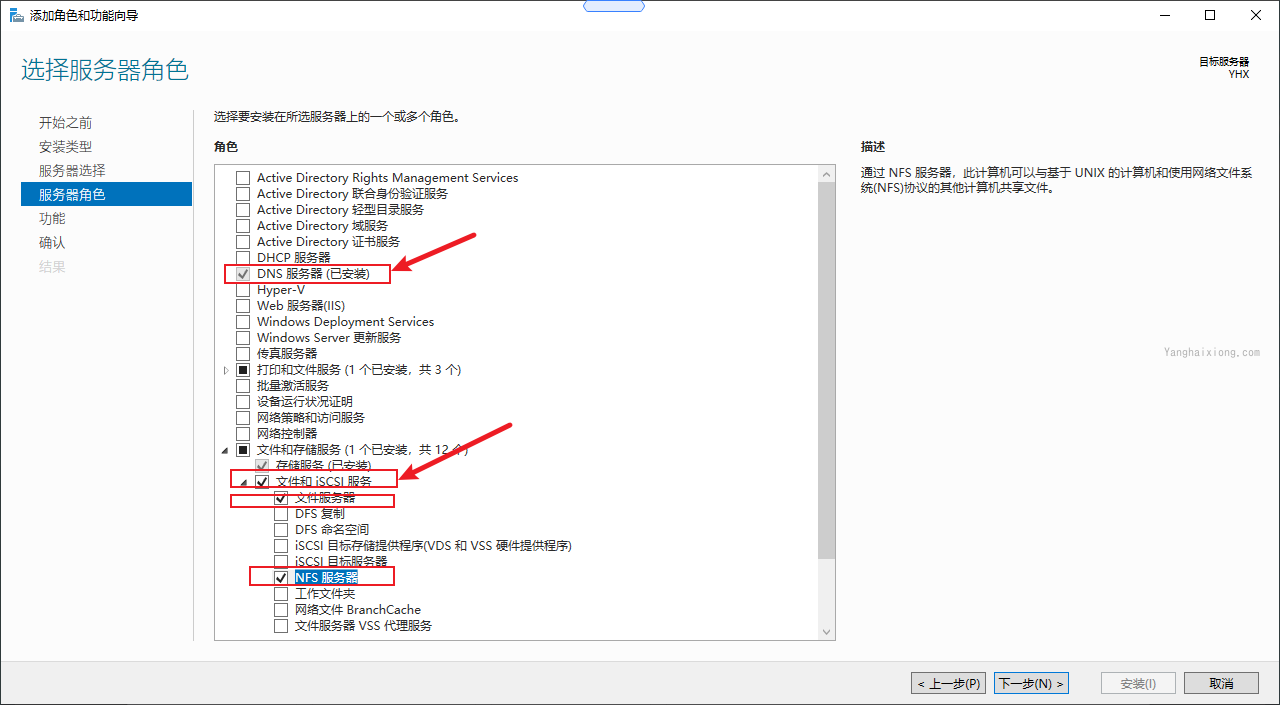 添加角色和功能向导
选择服务器角色
目标服务器
YHX
开始之前
安装类型
服务器选择
服务器角色
功能
确认
结果
选择要安装在所选服务器上的一个或多个角色。
角色
Active Directory Rights Management Services
Active Directory 联合身份验证服务
Active Directory 轻型目录服务
Active Directory 域服务
Active Directory 证书服务
DHCP 服务器
DNS 服务器 (已安装)
Hyper-V
Web 服务器(IIS)
Windows Deployment Services
Windows Server 更新服务
传真服务器
打印和文件服务 (1 个已安装，共 3 个)
批量激活服务
设备运行状况证明
网络策略和访问服务
网络控制器
文件和存储服务 (1 个已安装，共 12 个)
存储服务 (已安装)
文件和 iSCSI 服务
文件服务器
DFS 复制
DFS 命名空间
iSCSI 目标存储提供程序(VDS 和 VSS 硬件提供程序)
iSCSI 目标服务器
NFS 服务器
工作文件夹
网络文件 BranchCache
文件服务器 VSS 代理服务
描述
通过 NFS 服务器，此计算机可以与基于 UNIX 的计算机和使用网络文件系
统(NFS)协议的其他计算机共享文件。
Yanghaixiong.com
< 上一步(P)
下一步(N) >
安装(I)
取消